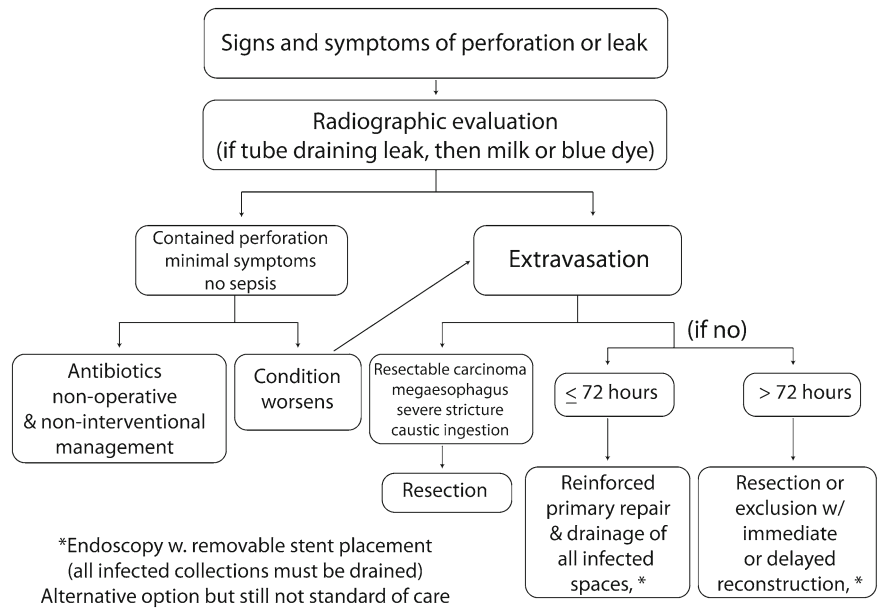 Signs and symptoms of perforation or leak
Radiographic evaluation
(if tube draining leak, then milk or blue dye)
Contained perforation
minimal symptoms
no sepsis
Extravasation
(if no)
Antibiotics
non-operative
& non-interventional
management
Condition
worsens
Resectable carcinoma
megaesophagus
severe stricture
caustic ingestion
≤ 72 hours
> 72 hours
Resection
Reinforced
primary repair
& drainage of
all infected
spaces, *
Resection or
exclusion w/
immediate
or delayed
reconstruction, *
*Endoscopy w. removable stent placement
(all infected collections must be drained)
Alternative option but still not standard of care